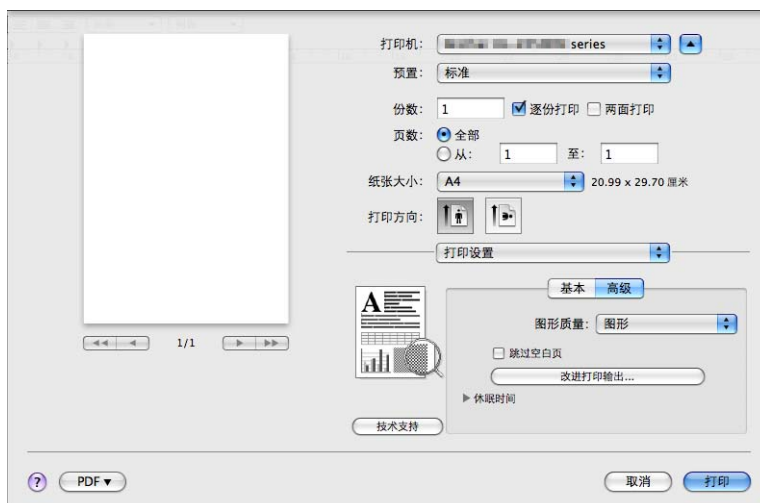 打印机： series
预置： 标准
份数： 1 逐份打印 两面打印
页数： 全部
从： 1 至： 1
纸张大小： A4 20.99 x 29.70 厘米
打印方向：
打印设置
基本 高级
A
图形质量： 图形
跳过空白页
1/1
改进打印输出...
休眠时间
技术支持
? PDF 取消 打印